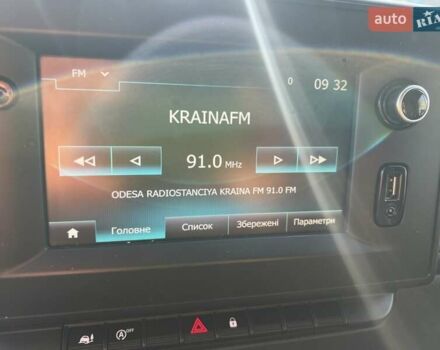 auto RIA
FM
0
09 32
KRAINAFM
91.0 MHz
ODESA RADIOSTANCIYA KRAINA FM 91.0 FM
Головне
Список
Збережені
Параметри
OFF